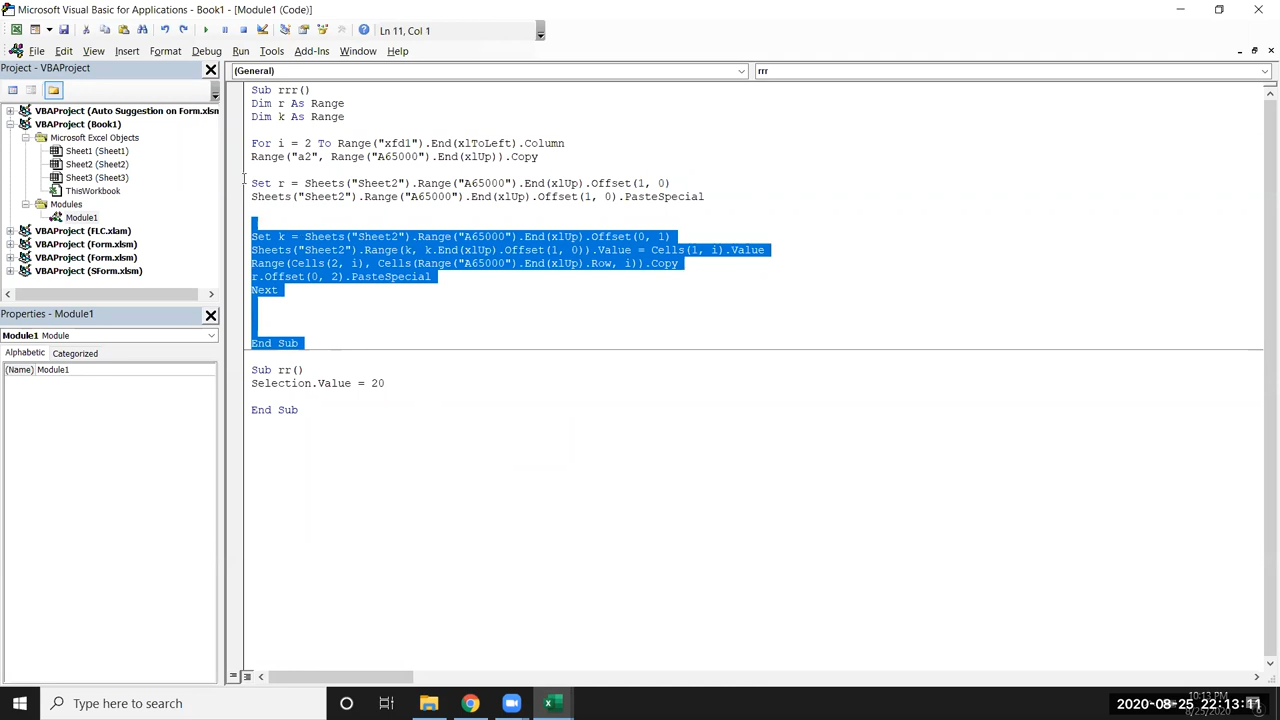 Microsoft Visual Basic for Applications - Book1 - [Module1 (Code)]
Ln 11, Col 1
File Edit View Insert Format Debug Run Tools Add-Ins Window Help
Project - VBAProject
(General)
rrr
VBAProject (Auto Suggestion on Form.xlsm
VBAProject (Book1)
Microsoft Excel Objects
Sheet1 (Sheet1)
Sheet2 (Sheet2)
Sheet3 (Sheet3)
ThisWorkbook
Modules
Module1
VBAProject (FLC.xlam)
VBAProject (Form.xlsm)
VBAProject (form.xlsm)
VBAProject (SForm.xlsm)
Properties - Module1
Module1 Module
Alphabetic Categorized
(Name) Module1
Sub rrr()
Dim r As Range
Dim k As Range
For i = 2 To Range("xfd1").End(xlToLeft).Column
Range("a2", Range("A65000").End(xlUp)).Copy
Set r = Sheets("Sheet2").Range("A65000").End(xlUp).Offset(1, 0)
Sheets("Sheet2").Range("A65000").End(xlUp).Offset(1, 0).PasteSpecial
Set k = Sheets("Sheet2").Range("A65000").End(xlUp).Offset(0, 1)
Sheets("Sheet2").Range(k, k.End(xlUp).Offset(1, 0)).Value = Cells(1, i).Value
Range(Cells(2, i), Cells(Range("A65000").End(xlUp).Row, i)).Copy
r.Offset(0, 2).PasteSpecial
Next
End Sub
Sub rr()
Selection.Value = 20
End Sub
Type here to search
10:13 PM
8/25/2020
2020-08-25 22:13:11